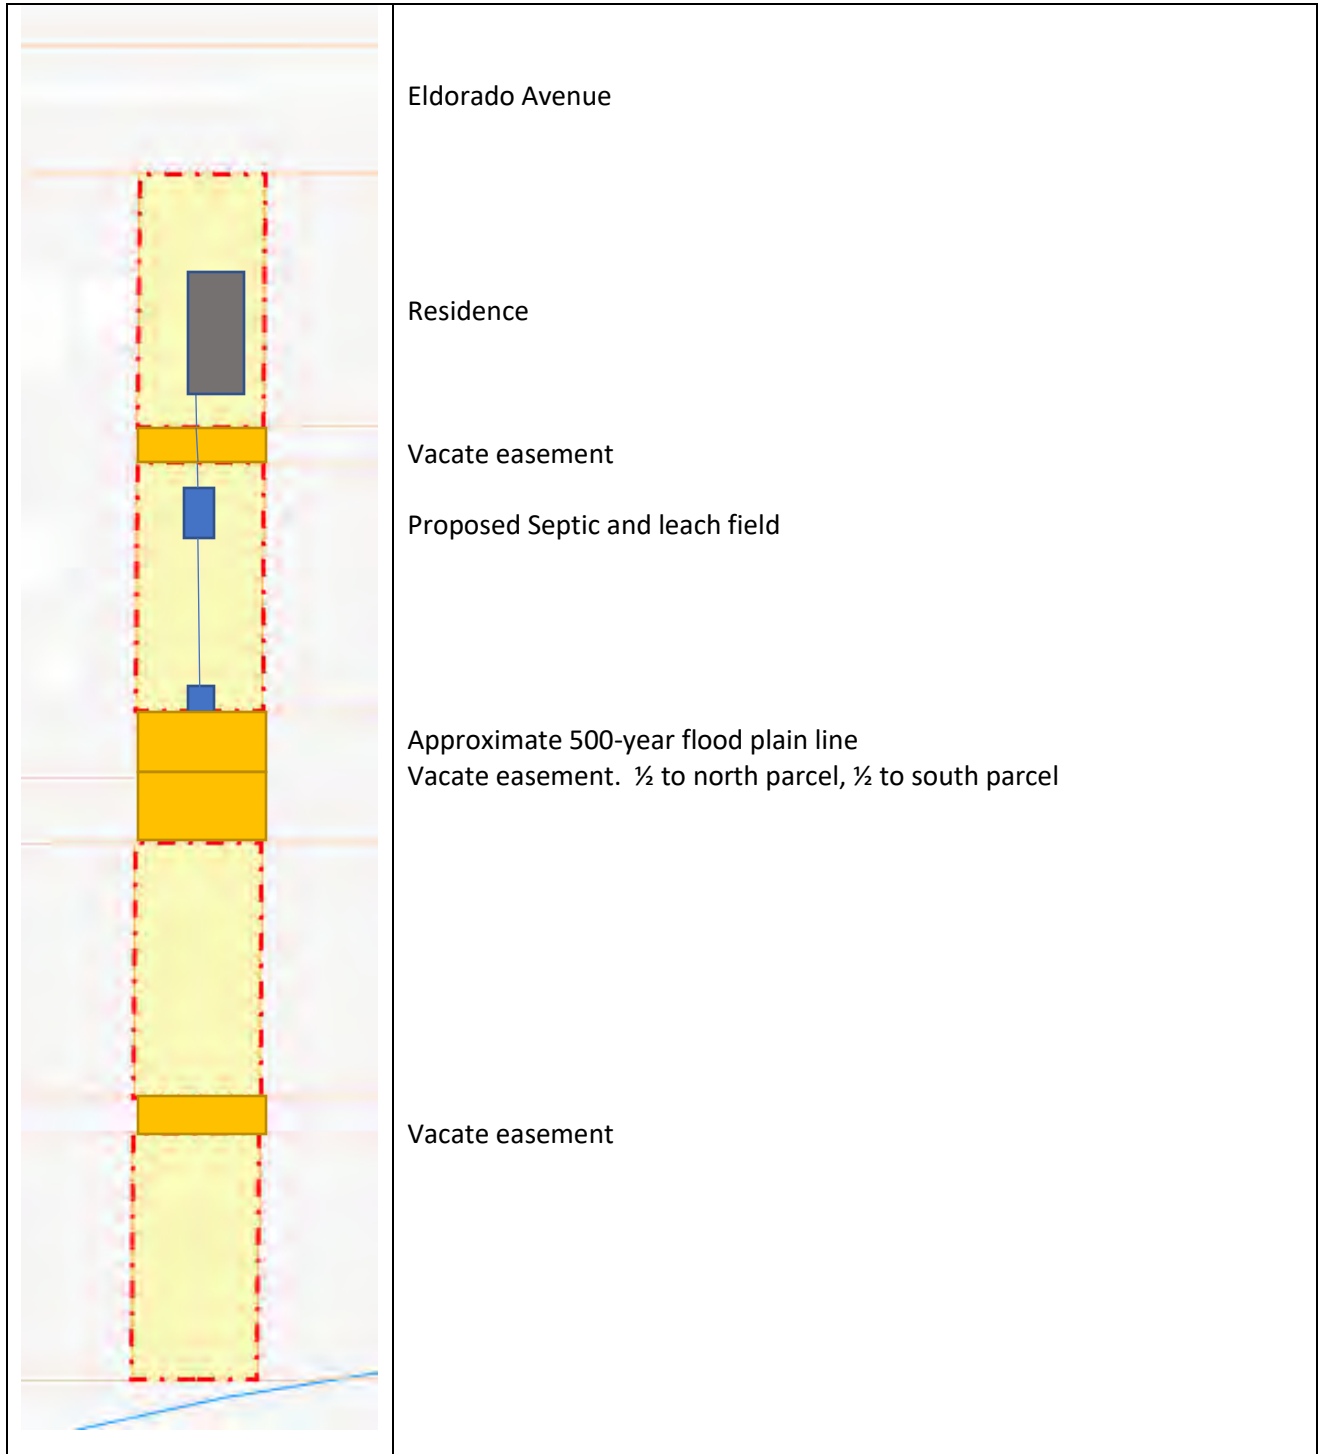 Eldorado Avenue
Residence
Vacate easement
Proposed Septic and leach field
Approximate 500-year flood plain line
Vacate easement.  ½ to north parcel, ½ to south parcel
Vacate easement